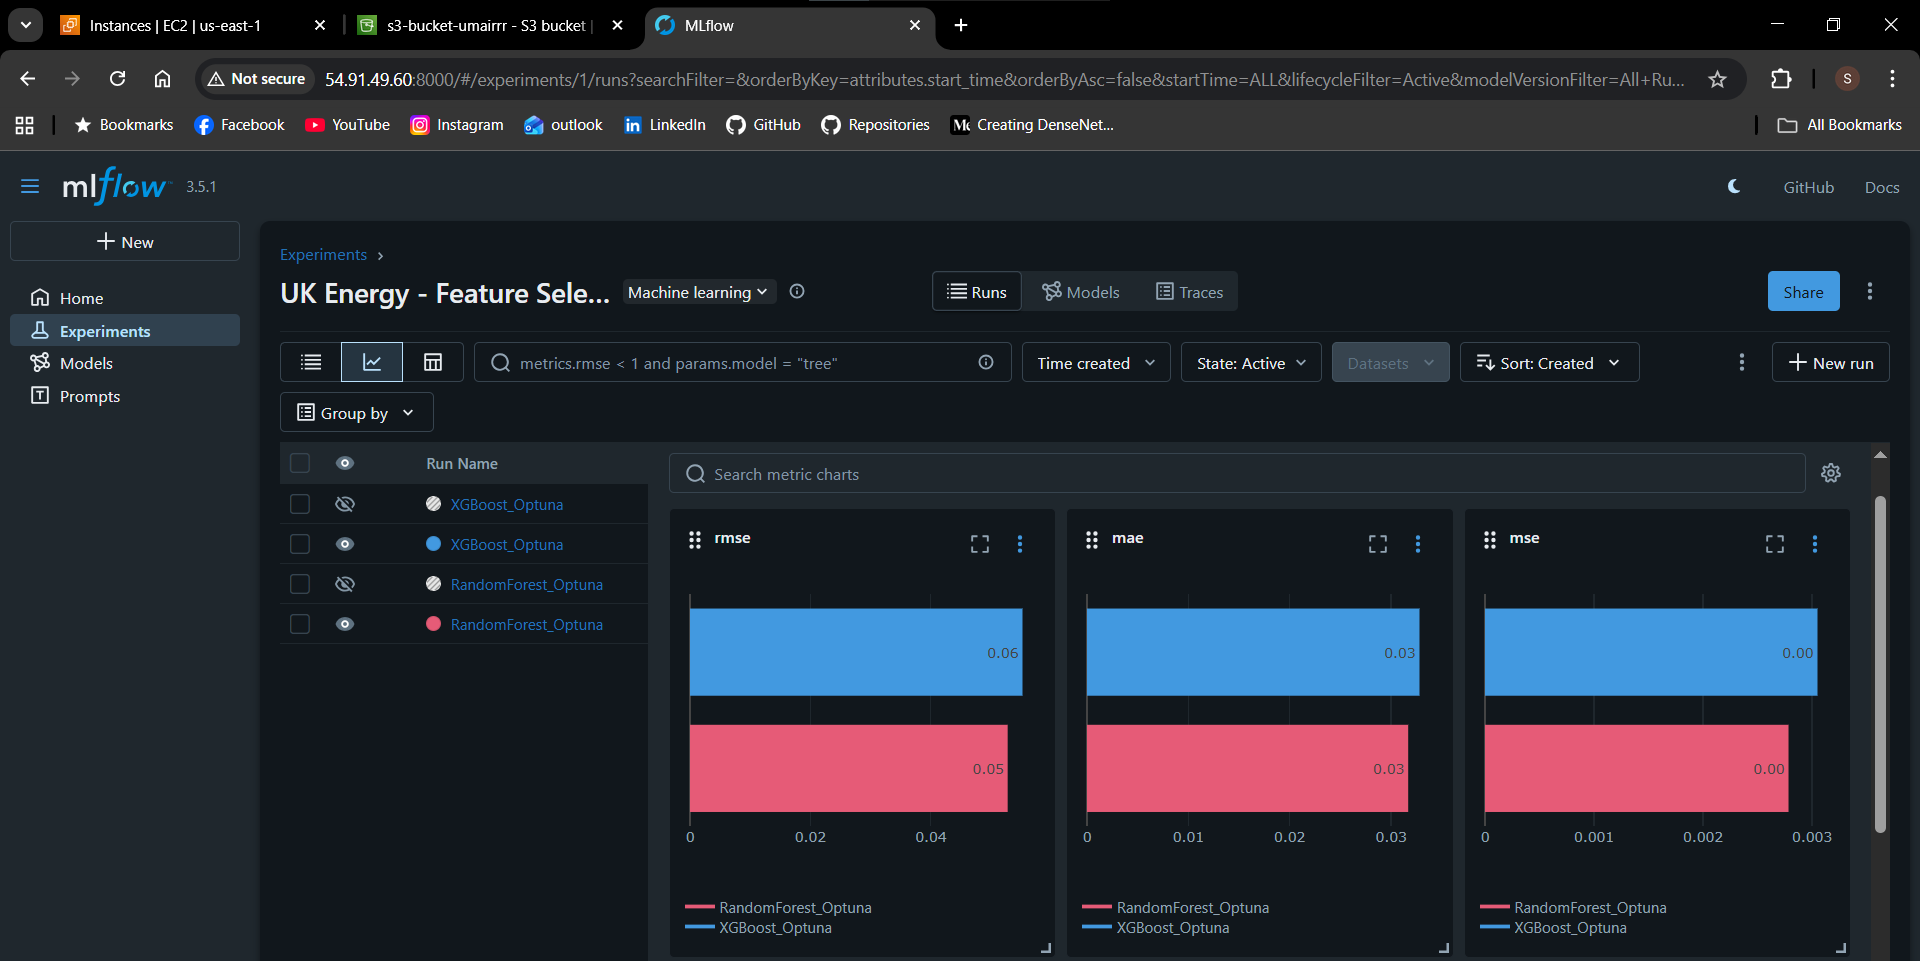 Instances | EC2 | us-east-1
s3-bucket-umairrr - S3 bucket |
MLflow
Not secure
54.91.49.60:8000/#/experiments/1/runs?searchFilter=&orderByKey=attributes.start_time&orderByAsc=false&startTime=ALL&lifecycleFilter=Active&modelVersionFilter=All+Ru...
S
Bookmarks
Facebook
YouTube
Instagram
outlook
LinkedIn
GitHub
Repositories
Creating DenseNet...
All Bookmarks
mlflow 3.5.1
GitHub
Docs
New
Home
Experiments
Models
Prompts
Experiments
UK Energy - Feature Sele...
Machine learning
Runs
Models
Traces
Share
metrics.rmse < 1 and params.model = "tree"
Time created
State: Active
Datasets
Sort: Created
New run
Group by
Run Name
XGBoost_Optuna
XGBoost_Optuna
RandomForest_Optuna
RandomForest_Optuna
Search metric charts
rmse
0.06
0.05
0 0.02 0.04
RandomForest_Optuna
XGBoost_Optuna
mae
0.03
0.03
0 0.01 0.02 0.03
RandomForest_Optuna
XGBoost_Optuna
mse
0.00
0.00
0 0.001 0.002 0.003
RandomForest_Optuna
XGBoost_Optuna